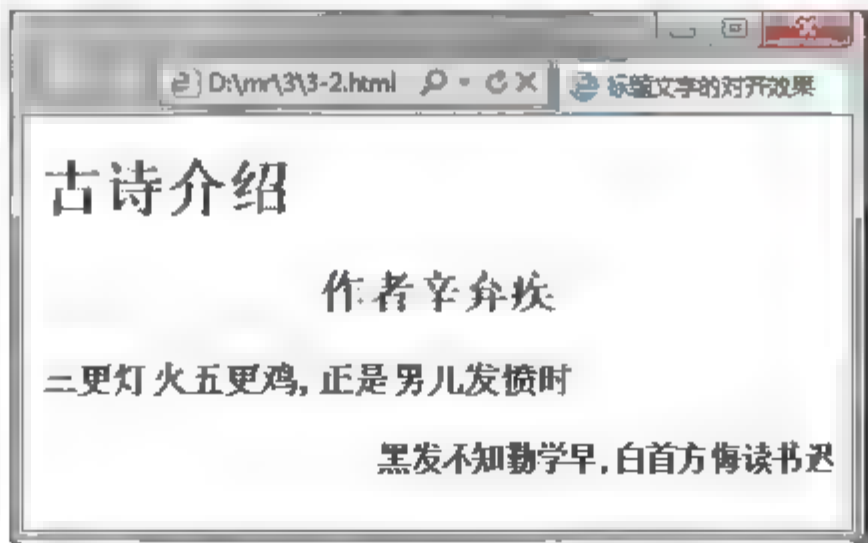 D:\mr\3\3-2.html
标题文字的对齐效果
古诗介绍
作者辛弃疾
三更灯火五更鸡，正是男儿发愤时
黑发不知勤学早，白首方悔读书迟